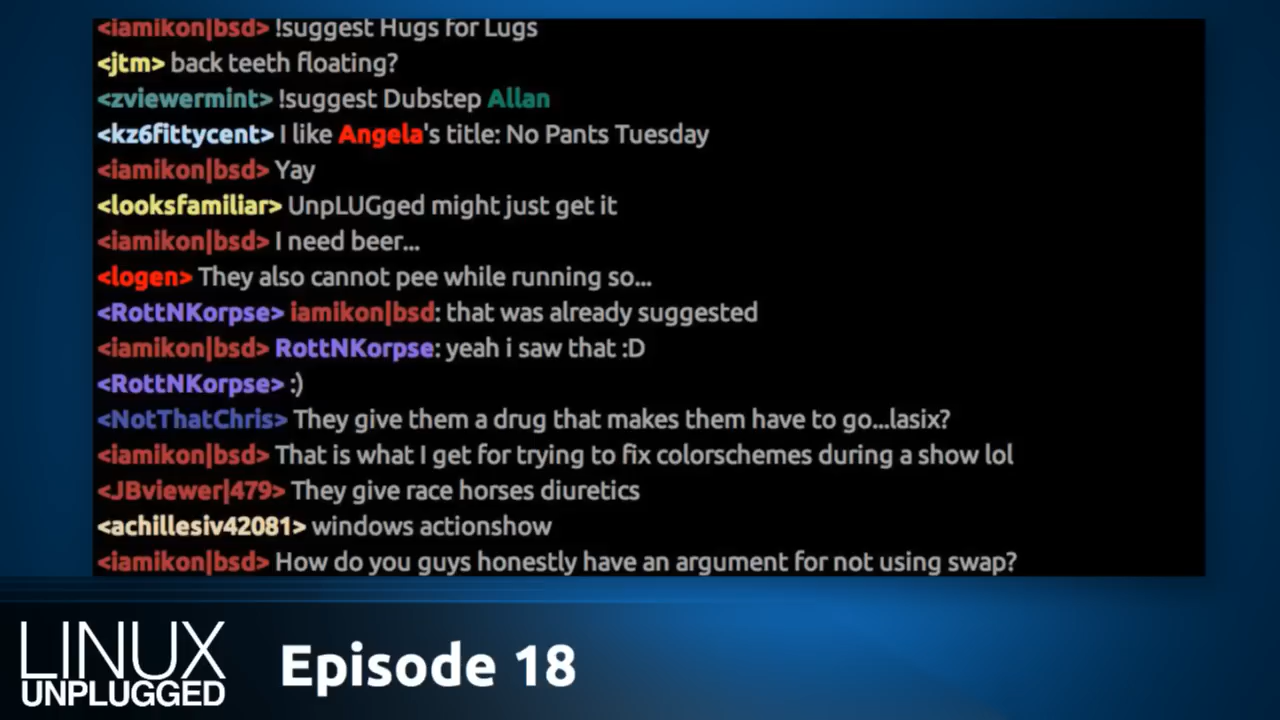 <iamikon|bsd> !suggest Hugs for Lugs
<jtm> back teeth floating?
<zviewermint> !suggest Dubstep Allan
<kz6fittycent> I like Angela's title: No Pants Tuesday
<iamikon|bsd> Yay
<looksfamiliar> UnpLUGged might just get it
<iamikon|bsd> I need beer...
<logen> They also cannot pee while running so...
<RottNKorpse> iamikon|bsd: that was already suggested
<iamikon|bsd> RottNKorpse: yeah i saw that :D
<RottNKorpse> :)
<NotThatChris> They give them a drug that makes them have to go...lasix?
<iamikon|bsd> That is what I get for trying to fix colorschemes during a show lol
<JBviewer|479> They give race horses diuretics
<achillesiv42081> windows actionshow
<iamikon|bsd> How do you guys honestly have an argument for not using swap?
LINUX
UNPLUGGED
Episode 18